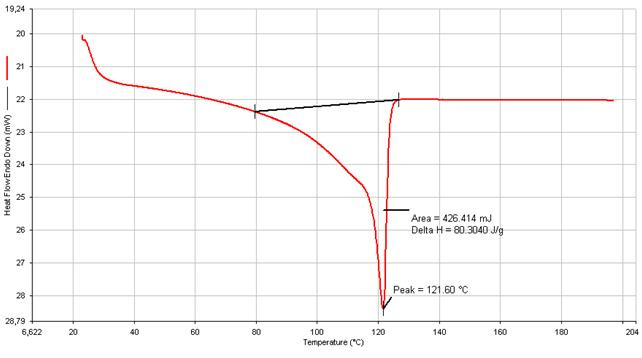 19,24
20
21
22
23
24
25
26
27
28
28,79
Heat Flow Endo Down (mW)
Area = 426.414 mJ
Delta H = 80.3040 J/g
Peak = 121.60 °C
6,622 20 40 60 80 100 120 140 160 180 204
Temperature (°C)